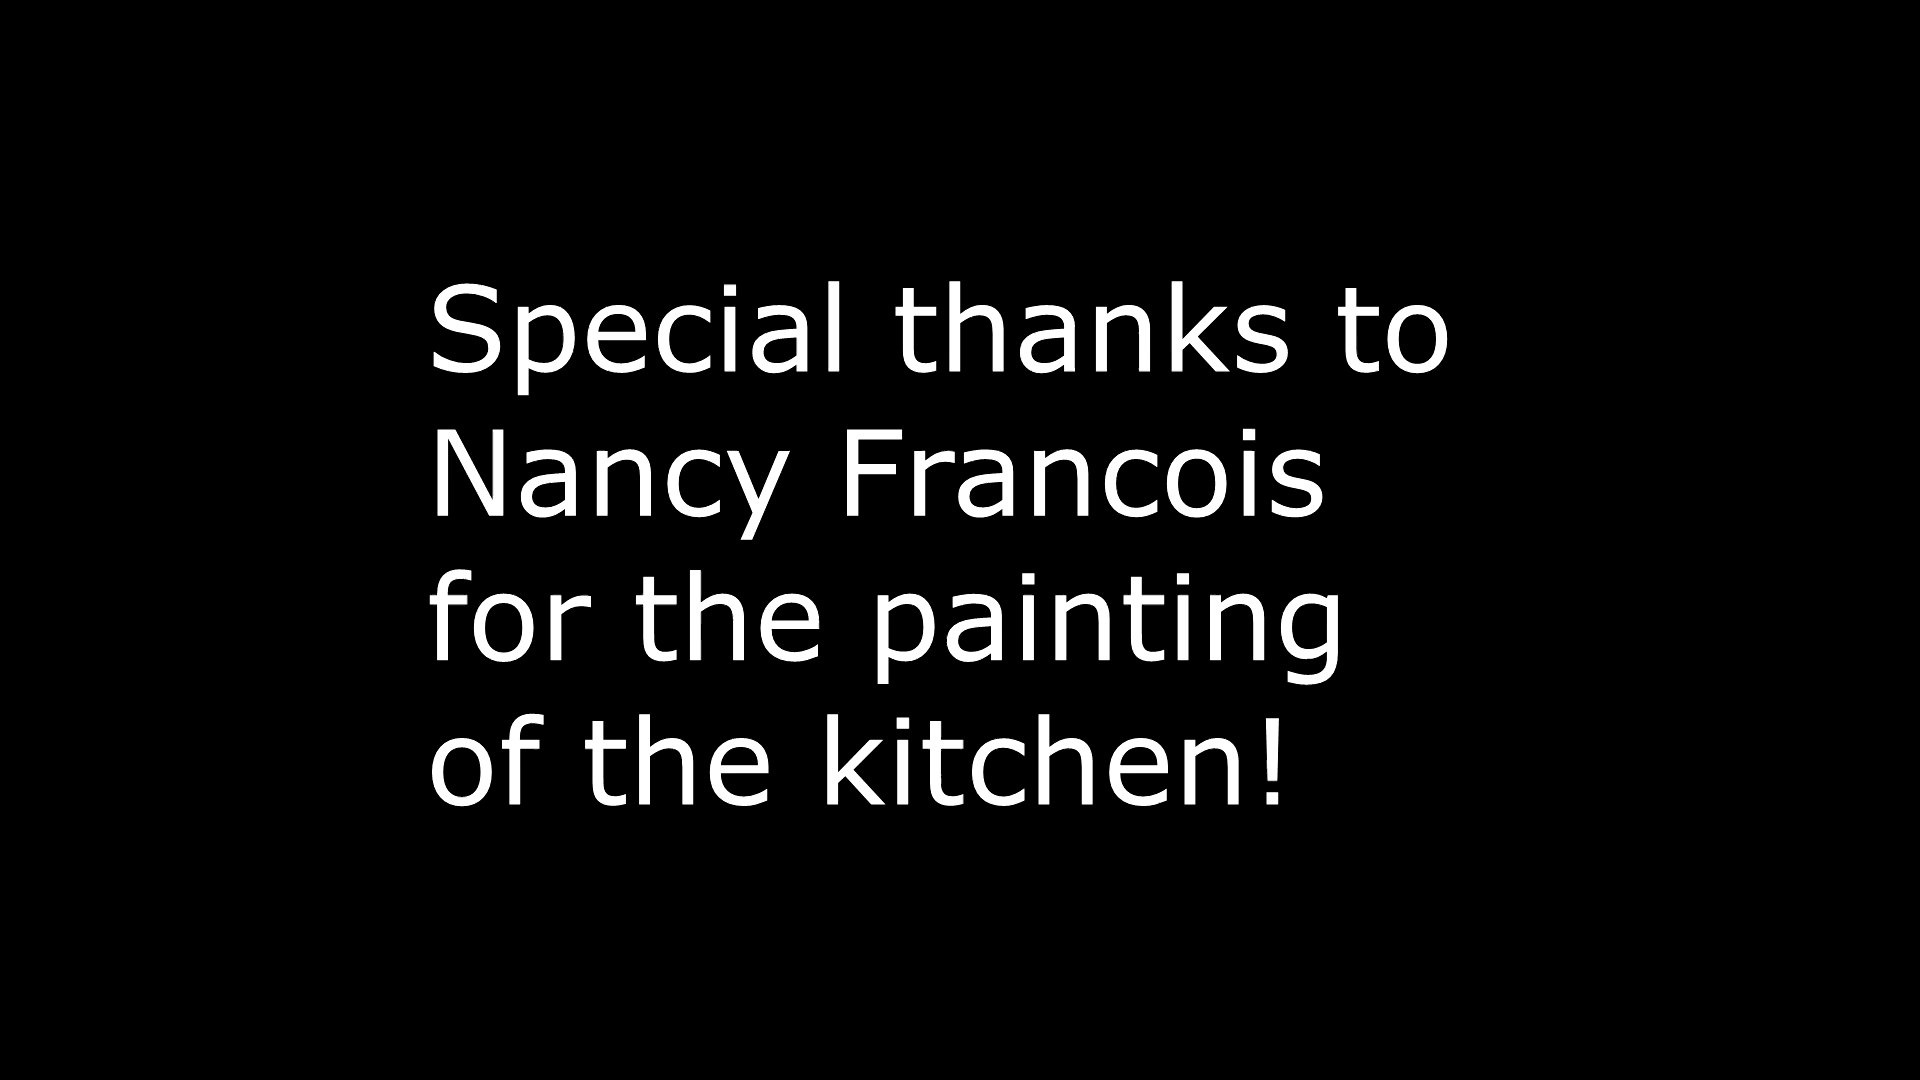 Special thanks to
Nancy Francois
for the painting
of the kitchen!